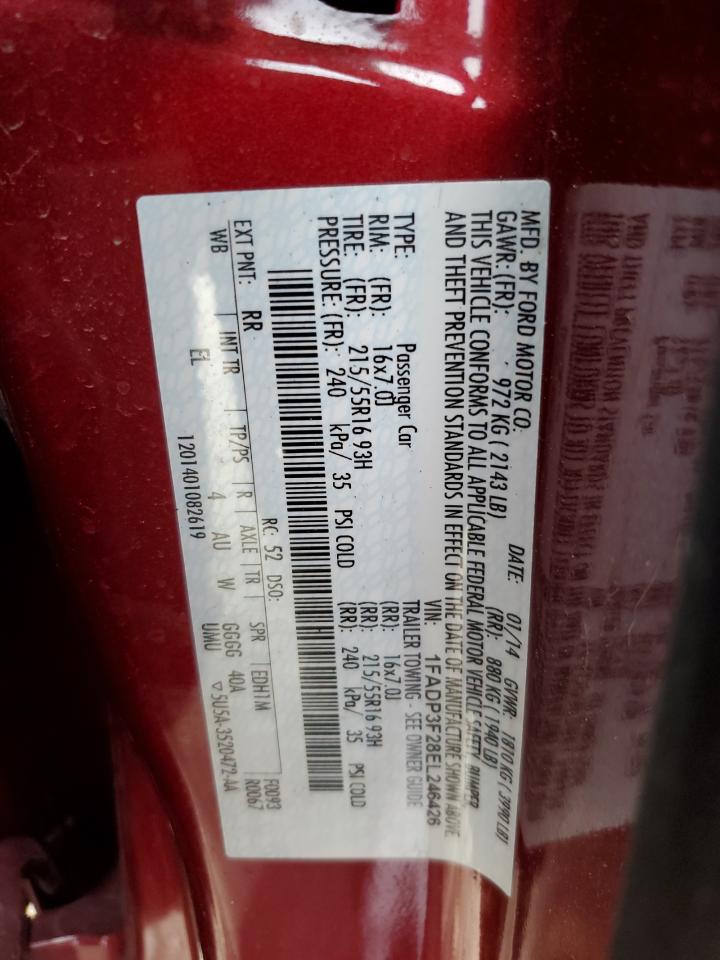 MFD. BY FORD MOTOR CO. DATE: 01/14 GVWR: 1810 KG ( 3990 LB)
GAWR: (FR): 972 KG ( 2143 LB) (RR): 880 KG ( 1940 LB)
THIS VEHICLE CONFORMS TO ALL APPLICABLE FEDERAL MOTOR VEHICLE SAFETY BUMPER
AND THEFT PREVENTION STANDARDS IN EFFECT ON THE DATE OF MANUFACTURE SHOWN ABOVE
VIN: 1FADP3F28EL246426
TYPE: Passenger Car TRAILER TOWING - SEE OWNER GUIDE
RIM: (FR): 16x7.0J (RR): 16x7.0J
TIRE: (FR): 215/55R16 93H (RR): 215/55R16 93H
PRESSURE: (FR): 240 kPa/ 35 PSI COLD (RR): 240 kPa/ 35 PSI COLD
EXT PNT: RR RC: 52 DSO: F0093
WB INT TR TP/PS R AXLE TR SPR EDH1M R0067
EL 4 AU W GGGG 40A
UMU
1201401082619 ▽5U5A-3520472-AA